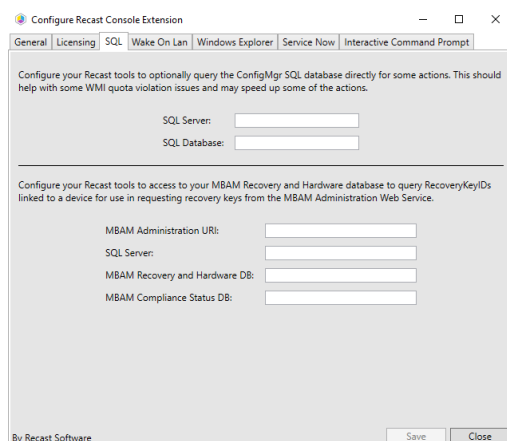 Configure Recast Console Extension
General Licensing SQL Wake On Lan Windows Explorer Service Now Interactive Command Prompt
Configure your Recast tools to optionally query the ConfigMgr SQL database directly for some actions. This should
help with some WMI quota violation issues and may speed up some of the actions.
SQL Server:
SQL Database:
Configure your Recast tools to access to your MBAM Recovery and Hardware database to query RecoveryKeyIDs
linked to a device for use in requesting recovery keys from the MBAM Administration Web Service.
MBAM Administration URI:
SQL Server:
MBAM Recovery and Hardware DB:
MBAM Compliance Status DB:
By Recast Software Save Close